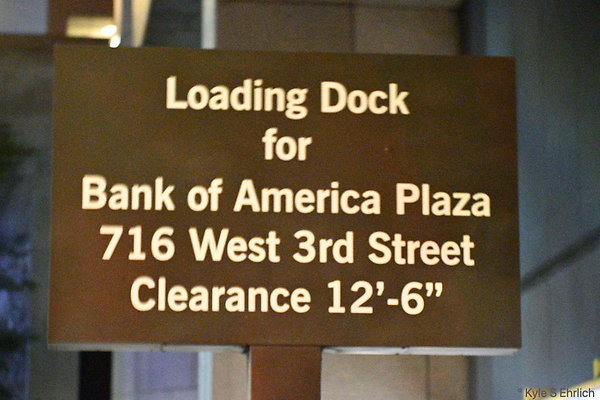 Loading Dock
for
Bank of America Plaza
716 West 3rd Street
Clearance 12’-6”
© Kyle S Ehrlich